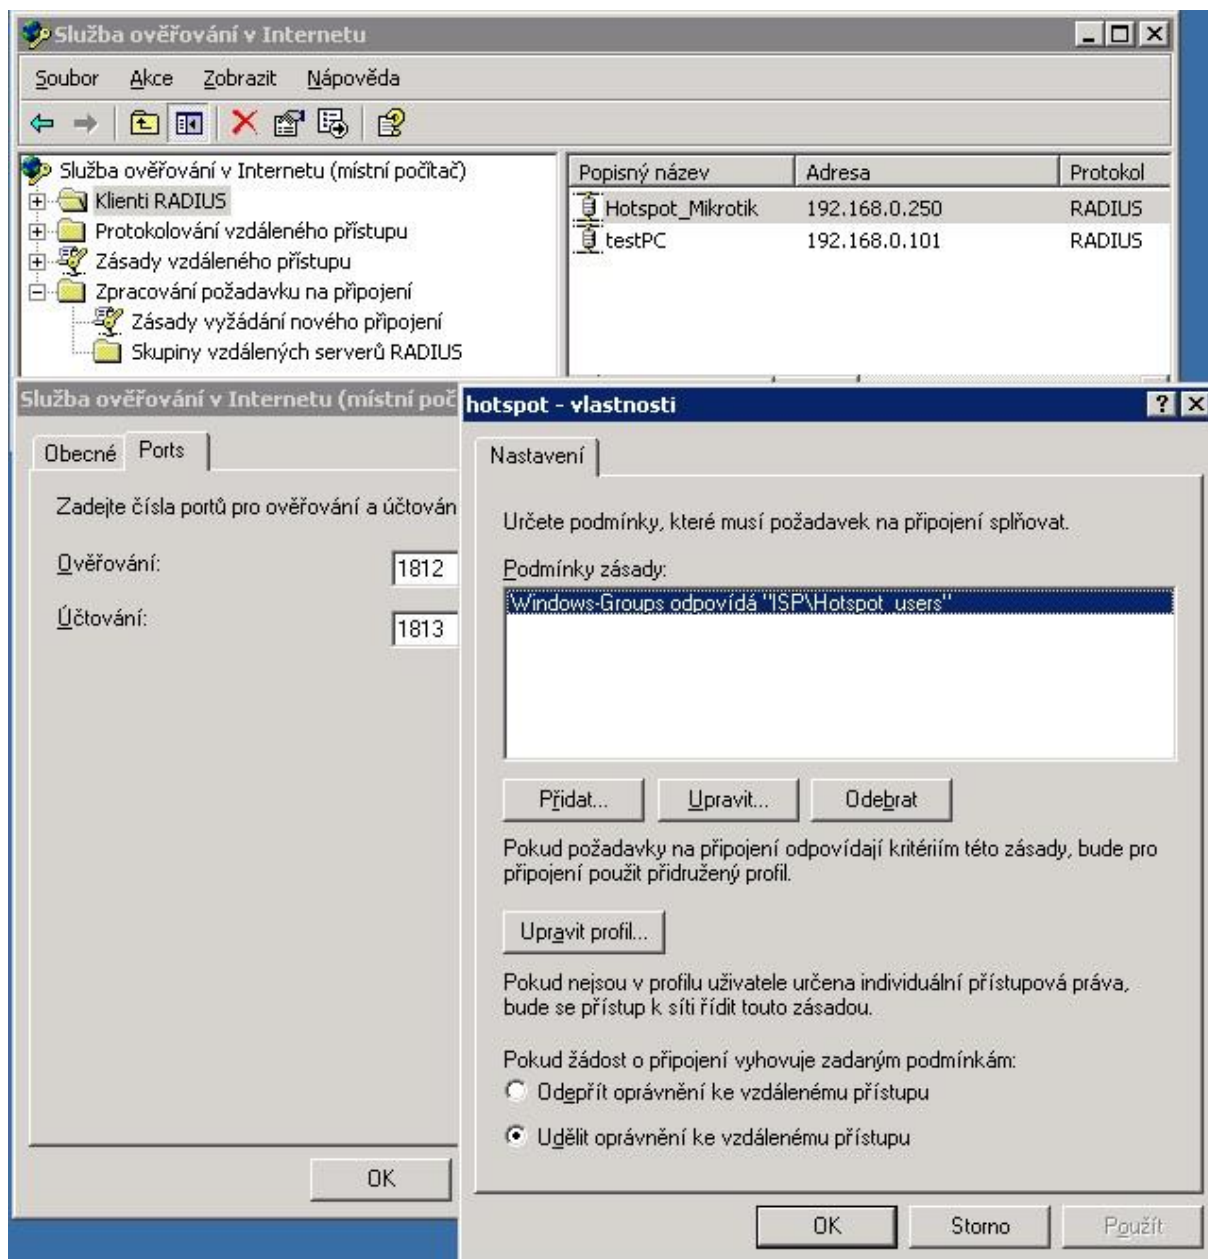 Služba ověřování v Internetu
Soubor Akce Zobrazit Nápověda
Služba ověřování v Internetu (místní počítač)
Klienti RADIUS
Protokolování vzdáleného přístupu
Zásady vzdáleného přístupu
Zpracování požadavku na připojení
Zásady vyžádání nového připojení
Skupiny vzdálených serverů RADIUS
Popisný název Adresa Protokol
Hotspot_Mikrotik 192.168.0.250 RADIUS
testPC 192.168.0.101 RADIUS
Služba ověřování v Internetu (místní poč
Obecné Ports
Zadejte čísla portů pro ověřování a účtován
Ověřování: 1812
Účtování: 1813
OK
hotspot - vlastnosti
Nastavení
Určete podmínky, které musí požadavek na připojení splňovat.
Podmínky zásady:
Windows-Groups odpovídá "ISP\Hotspot_users"
Přidat... Upravit... Odebrat
Pokud požadavky na připojení odpovídají kritériím této zásady, bude pro
připojení použit přidružený profil.
Upravit profil...
Pokud nejsou v profilu uživatele určena individuální přístupová práva,
bude se přístup k síti řídit touto zásadou.
Pokud žádost o připojení vyhovuje zadaným podmínkám:
Odepřít oprávnění ke vzdálenému přístupu
Udělit oprávnění ke vzdálenému přístupu
OK Storno Použít